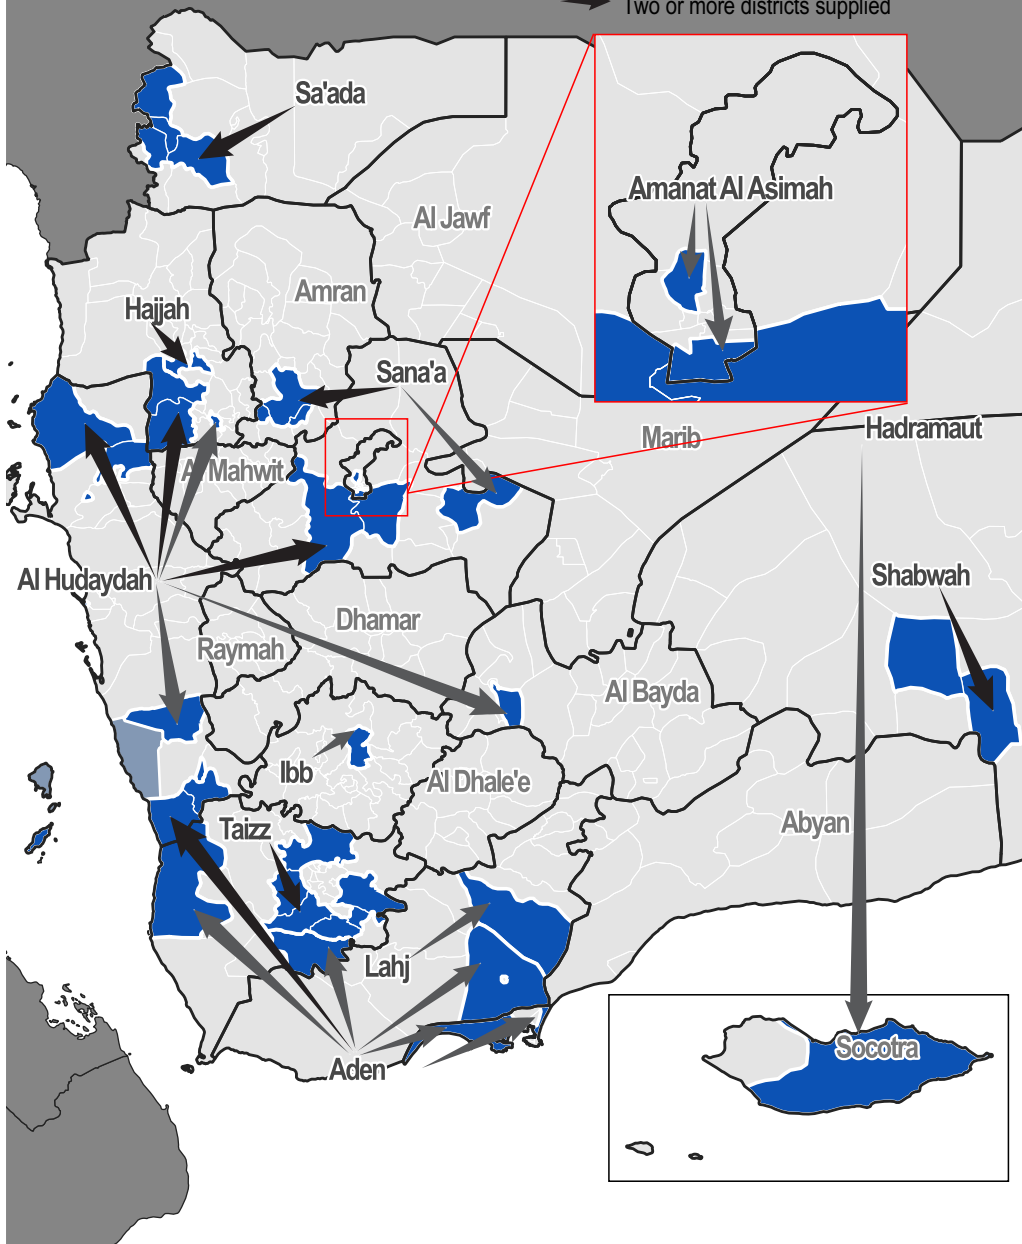 Two or more districts supplied
Sa'ada
Amanat Al Asimah
Al Jawf
Amran
Hajjah
Sana'a
Marib
Hadramaut
Al Mahwit
Al Hudaydah
Shabwah
Dhamar
Raymah
Al Bayda
Ibb
Al Dhale'e
Taizz
Abyan
Lahj
Socotra
Aden